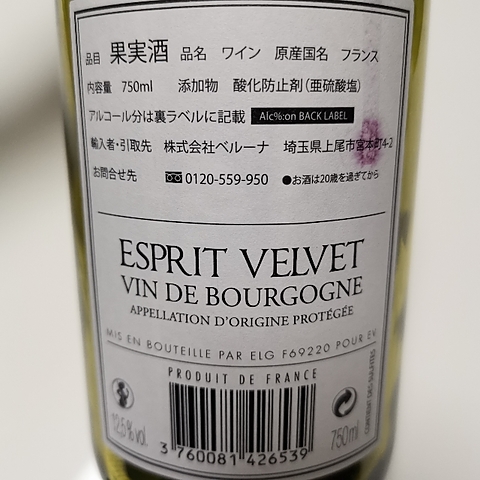 品目 果実酒 品名 ワイン 原産国名 フランス
内容量 750ml 添加物 酸化防止剤（亜硫酸塩）
アルコール分は裏ラベルに記載 Alc%:on BACK LABEL
輸入者・引取先 株式会社ベルーナ 埼玉県上尾市宮本町4-2
お問合せ先 0120-559-950 ●お酒は20歳を過ぎてから
ESPRIT VELVET
VIN DE BOURGOGNE
APPELLATION D'ORIGINE PROTÉGÉE
MIS EN BOUTEILLE PAR ELG F69220 POUR EV
PRODUIT DE FRANCE
12,5%vol.
750ml
CONTIENT DES SULFITES
3 760081 426539